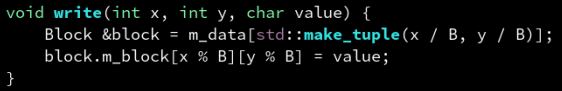 void write(int x, int y, char value) {
    Block &block = m_data[std::make_tuple(x / B, y / B)];
    block.m_block[x % B][y % B] = value;
}